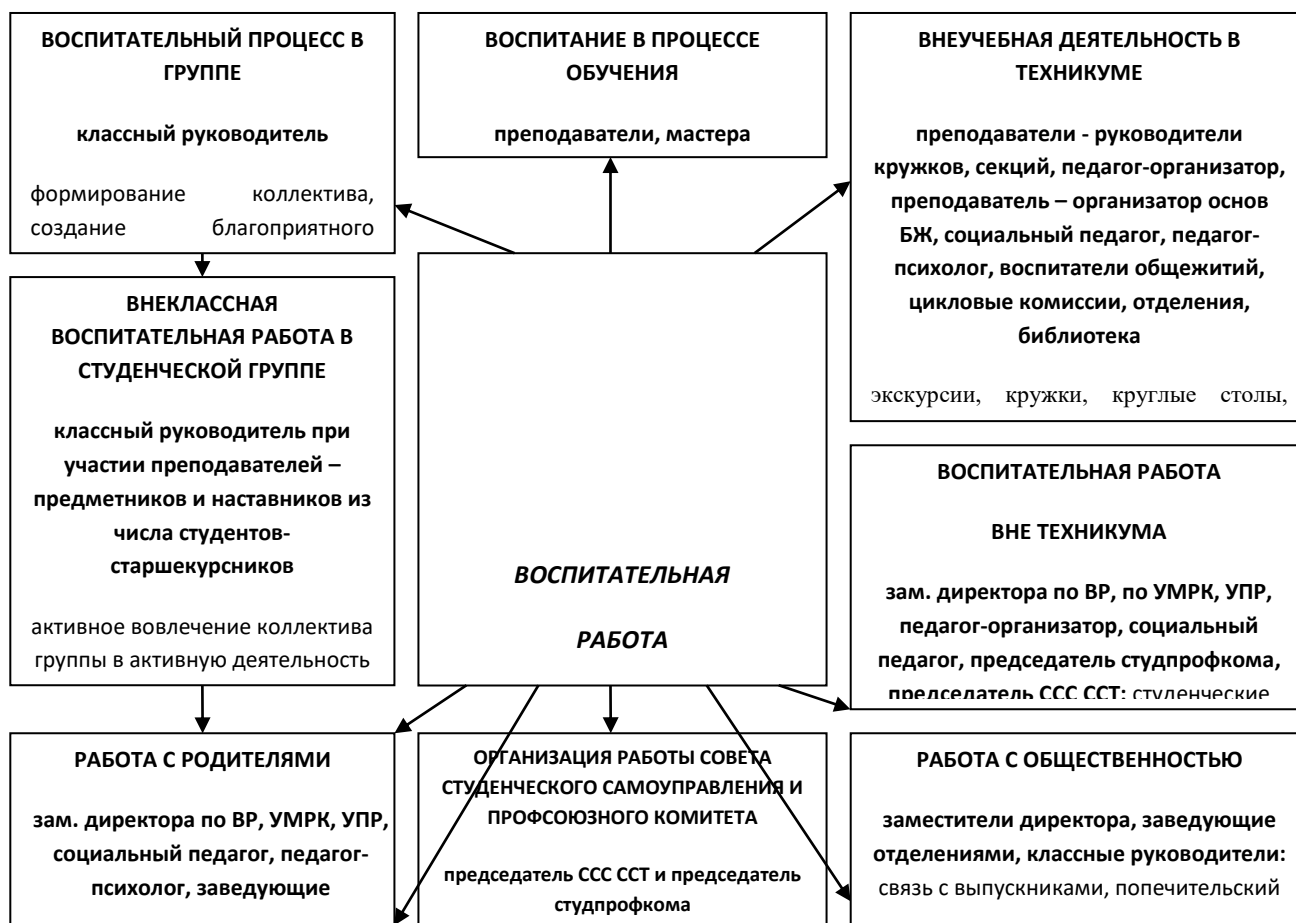 ВОСПИТАТЕЛЬНЫЙ ПРОЦЕСС В
ГРУППЕ
классный руководитель
формирование коллектива,
создание благоприятного
ВОСПИТАНИЕ В ПРОЦЕССЕ
ОБУЧЕНИЯ
преподаватели, мастера
ВНЕУЧЕБНАЯ ДЕЯТЕЛЬНОСТЬ В
ТЕХНИКУМЕ
преподаватели - руководители
кружков, секций, педагог-организатор,
преподаватель – организатор основ
БЖ, социальный педагог, педагог-
психолог, воспитатели общежитий,
цикловые комиссии, отделения,
библиотека
экскурсии, кружки, круглые столы,
ВНЕКЛАССНАЯ
ВОСПИТАТЕЛЬНАЯ РАБОТА В
СТУДЕНЧЕСКОЙ ГРУППЕ
классный руководитель при
участии преподавателей –
предметников и наставников из
числа студентов-
старшекурсников
активное вовлечение коллектива
группы в активную деятельность
ВОСПИТАТЕЛЬНАЯ
РАБОТА
ВОСПИТАТЕЛЬНАЯ РАБОТА
ВНЕ ТЕХНИКУМА
зам. директора по ВР, по УМРК, УПР,
педагог-организатор, социальный
педагог, председатель студпрофкома,
председатель ССС ССТ: студенческие
РАБОТА С РОДИТЕЛЯМИ
зам. директора по ВР, УМРК, УПР,
социальный педагог, педагог-
психолог, заведующие
ОРГАНИЗАЦИЯ РАБОТЫ СОВЕТА
СТУДЕНЧЕСКОГО САМОУПРАВЛЕНИЯ И
ПРОФСОЮЗНОГО КОМИТЕТА
председатель ССС ССТ и председатель
студпрофкома
РАБОТА С ОБЩЕСТВЕННОСТЬЮ
заместители директора, заведующие
отделениями, классные руководители:
связь с выпускниками, попечительский